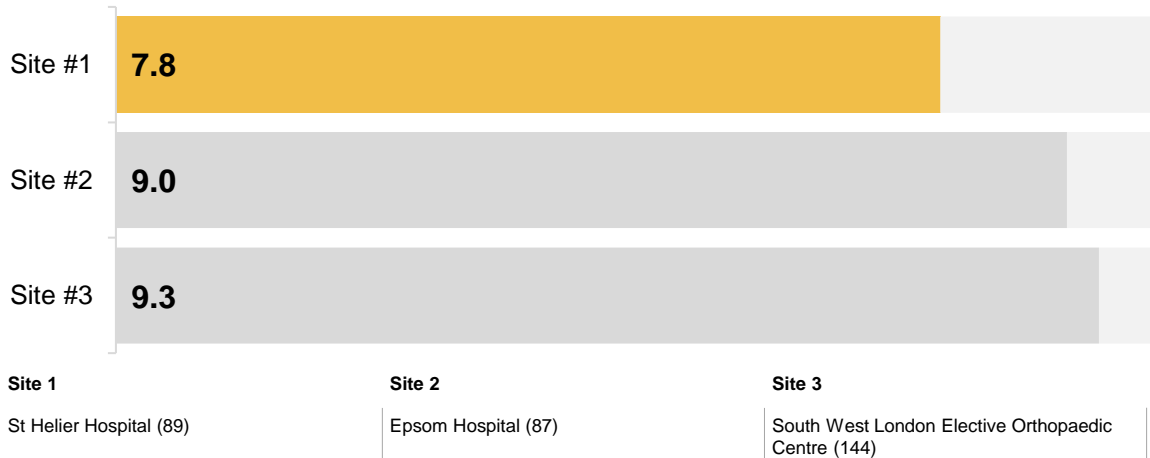 Site #1
7.8
Site #2
9.0
Site #3
9.3
Site 1
St Helier Hospital (89)
Site 2
Epsom Hospital (87)
Site 3
South West London Elective Orthopaedic
Centre (144)